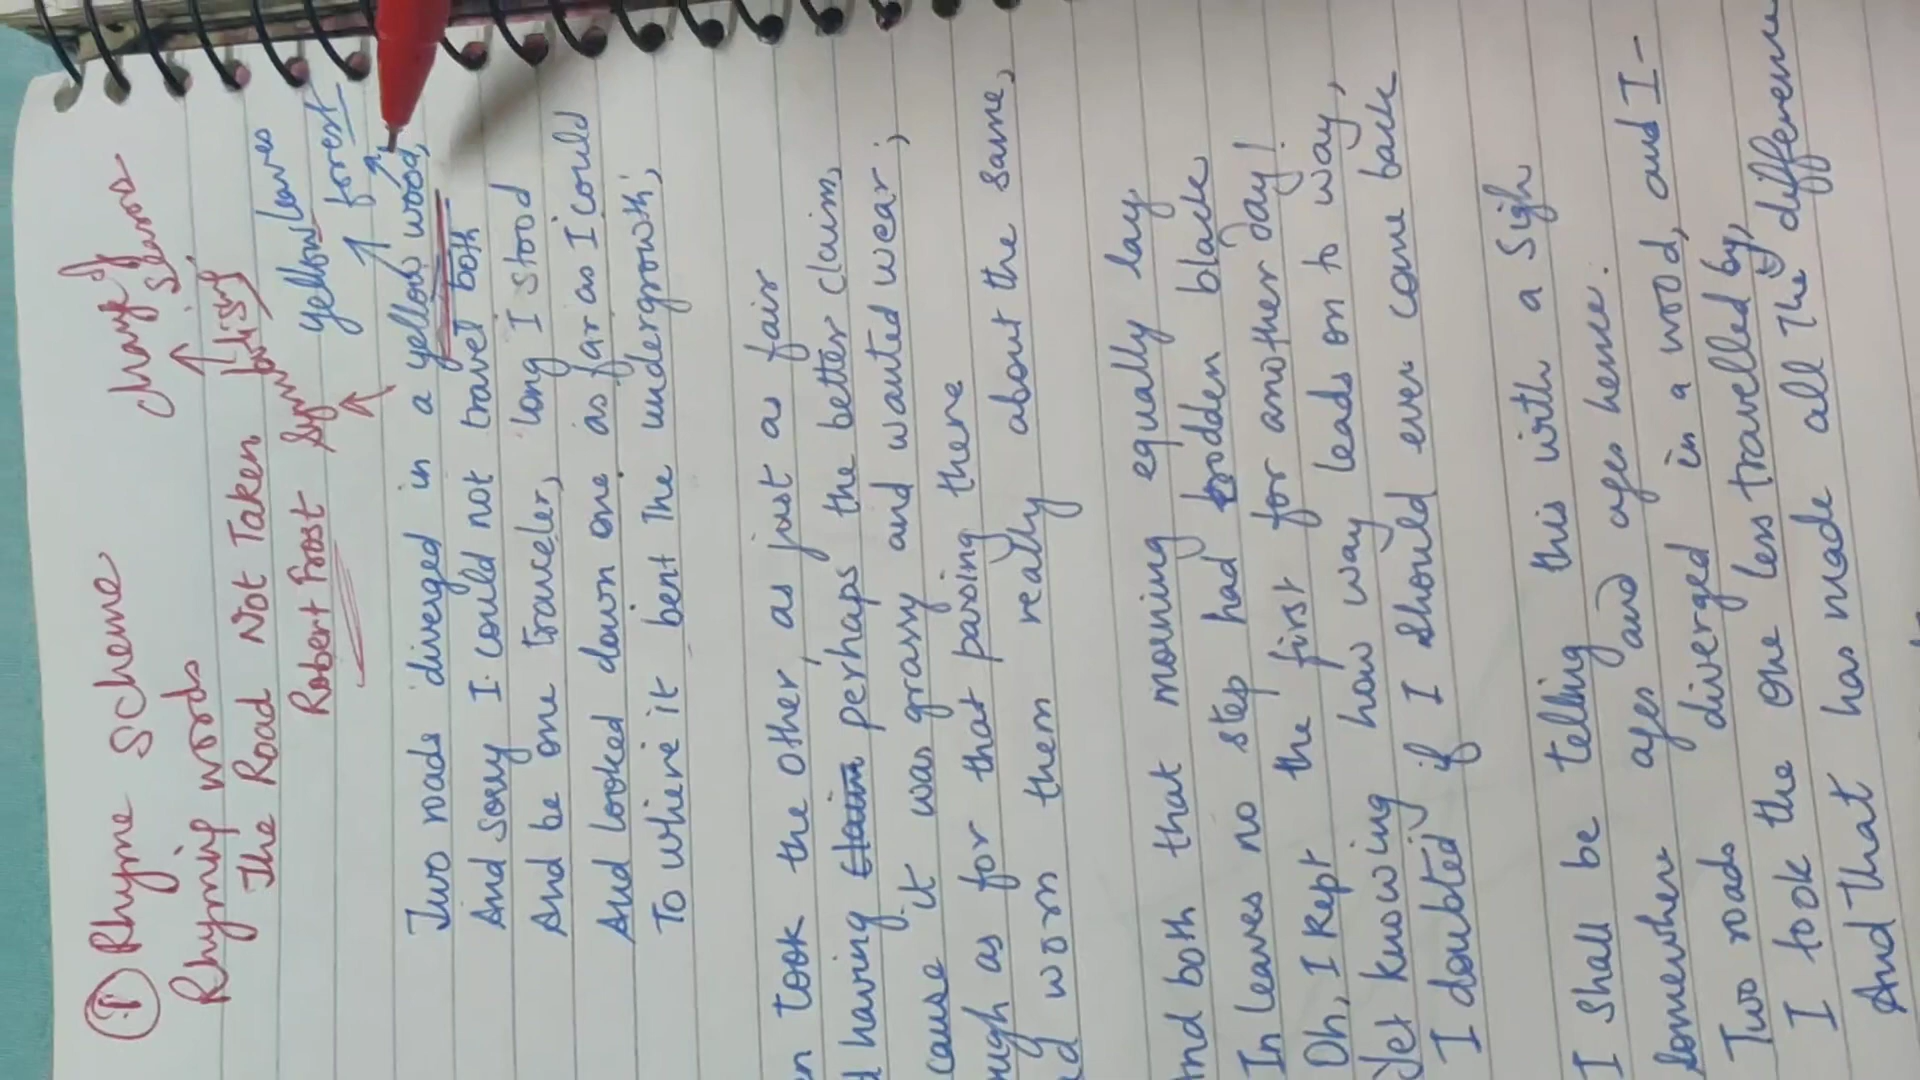 ① Rhyme Scheme
Rhyming words
change of
season
The Road Not Taken
Robert Frost
yellow leaves
yellow forest
Two roads diverged in a yellow wood,
And sorry I could not travel both
And be one traveler, long I stood
And looked down one as far as I could
To where it bent the undergrowth;
took the other, as just as fair
having claim perhaps the better claim,
cause it was grassy and wanted wear;
ugh as for that passing there
worn them really about the same,
And both that morning equally lay
In leaves no step had trodden black
Oh, I kept the first for another day!
Yet knowing how way leads on to way,
I doubted if I should ever come back
I shall be telling this with a sigh
Somewhere ages and ages hence:
Two roads diverged in a wood, and I-
I took the one less travelled by,
And that has made all the difference